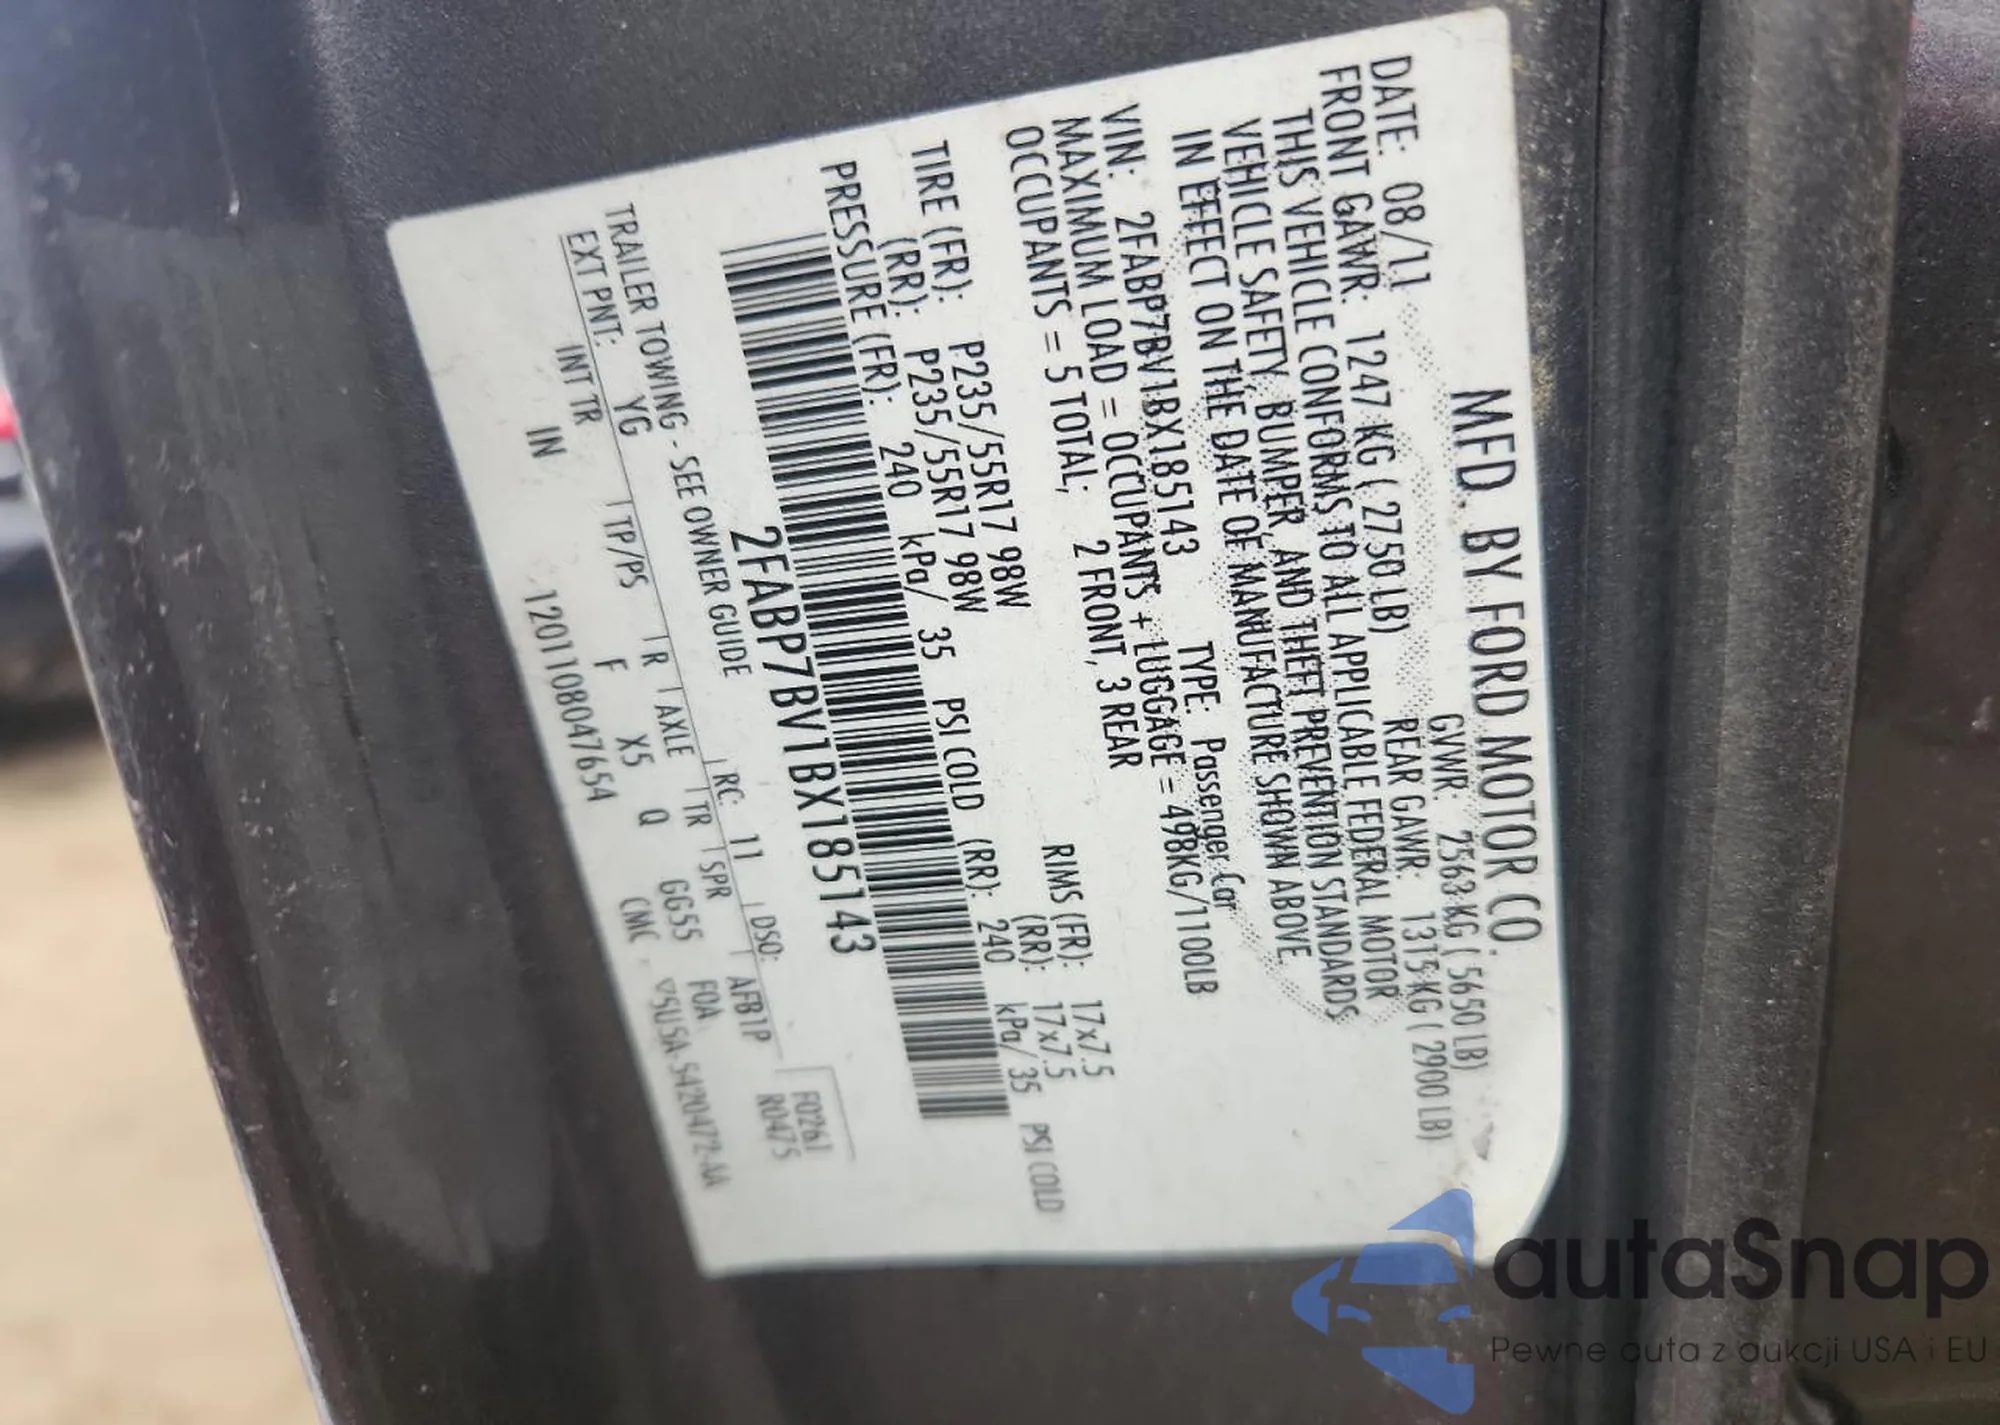 MFD. BY FORD MOTOR CO.
DATE: 08/11 GVWR: 2563 KG ( 5650 LB)
FRONT GAWR: 1247 KG ( 2750 LB) REAR GAWR: 1315 KG ( 2900 LB)
THIS VEHICLE CONFORMS TO ALL APPLICABLE FEDERAL MOTOR
VEHICLE SAFETY, BUMPER, AND THEFT PREVENTION STANDARDS
IN EFFECT ON THE DATE OF MANUFACTURE SHOWN ABOVE.
VIN: 2FABP7BV1BX185143 TYPE: Passenger Car
MAXIMUM LOAD = OCCUPANTS + LUGGAGE = 498KG/1100LB
OCCUPANTS = 5 TOTAL; 2 FRONT, 3 REAR
TIRE (FR): P235/55R17 98W RIMS (FR): 17x7.5
(RR): P235/55R17 98W (RR): 17x7.5
PRESSURE (FR): 240 kPa/ 35 PSI COLD (RR): 240 kPa/ 35 PSI COLD
2FABP7BV1BX185143
TRAILER TOWING - SEE OWNER GUIDE
F0261
R0475
EXT PNT: YG RC: 11 DSO: AFB1P
INT TR TP/PS R AXLE TR SPR F0A
IN F X5 Q GG55
1201108047654 CMC V5U5A-5420472-AA
autaSnap
Pewne auta z aukcji USA i EU